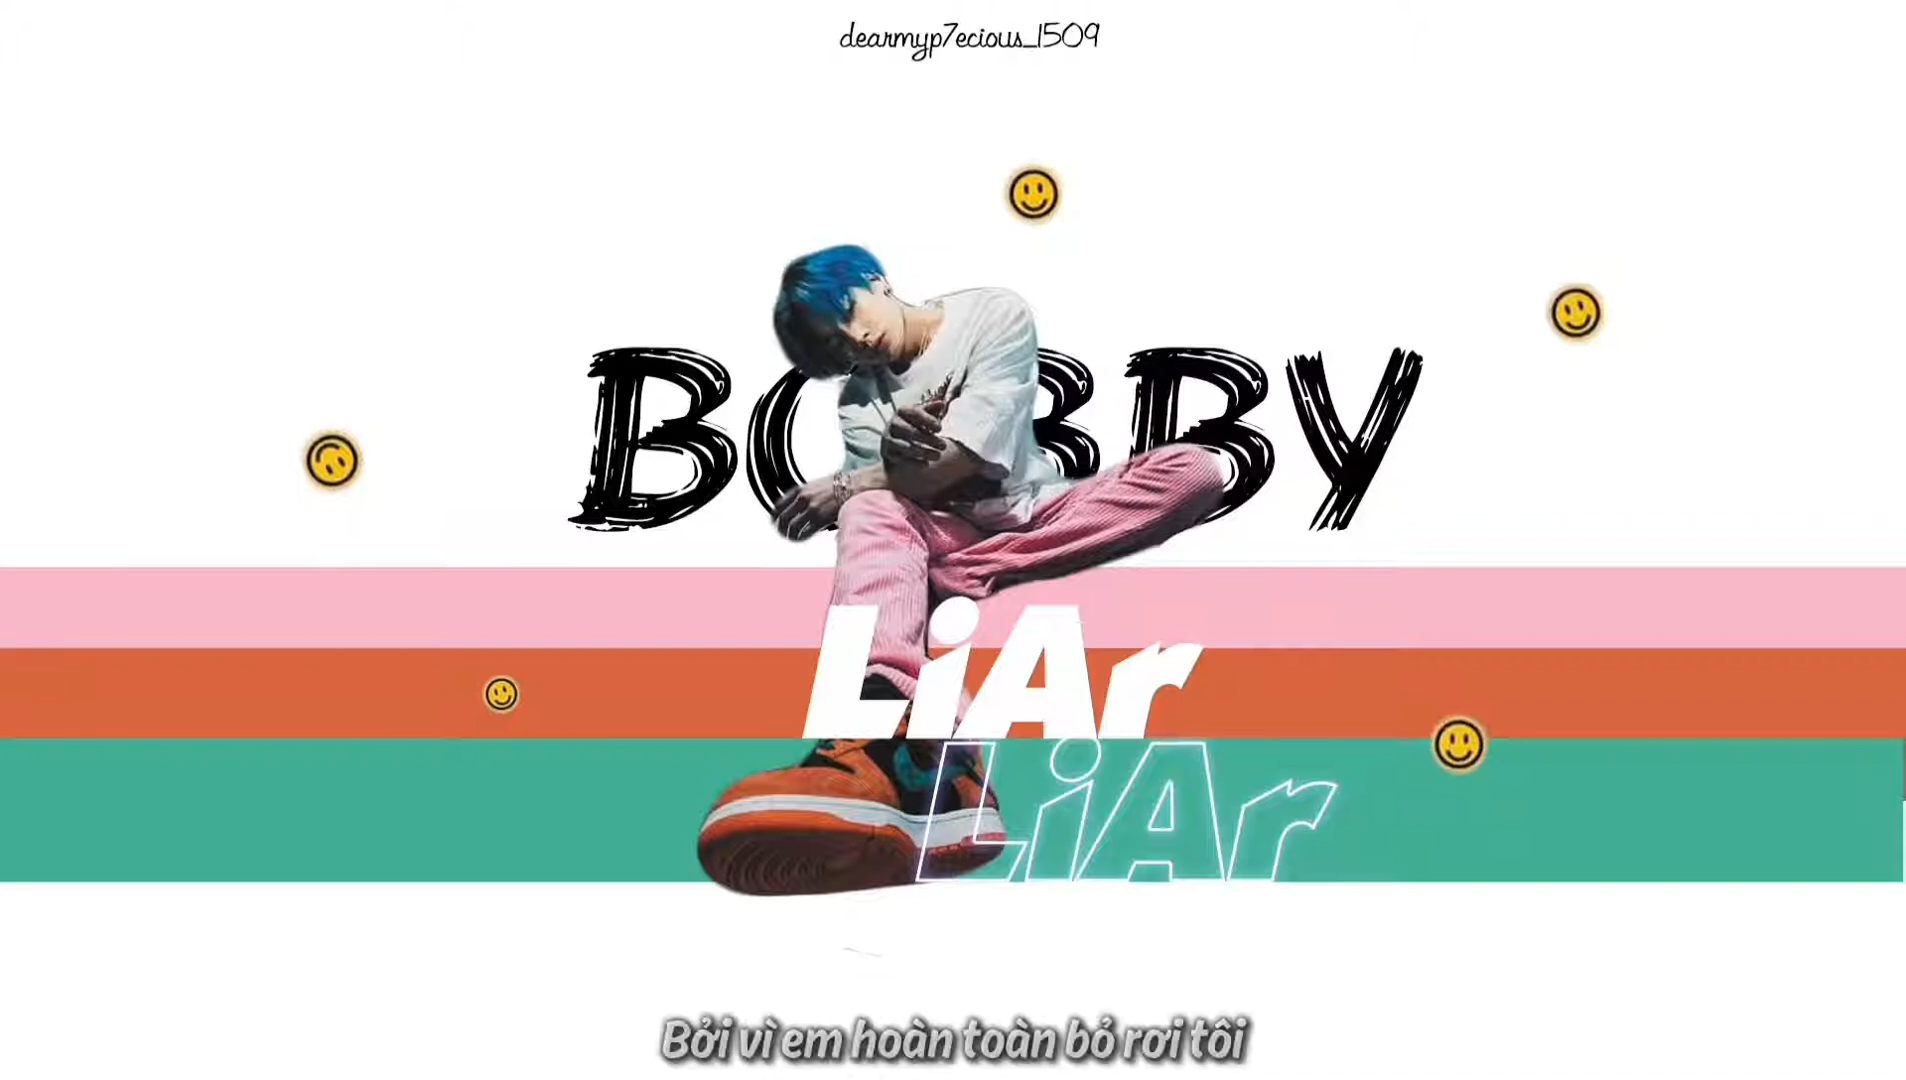 dearmyp7ecious_1509
BOBBY
LiAr
LiAr
Bởi vì em hoàn toàn bỏ rơi tôi